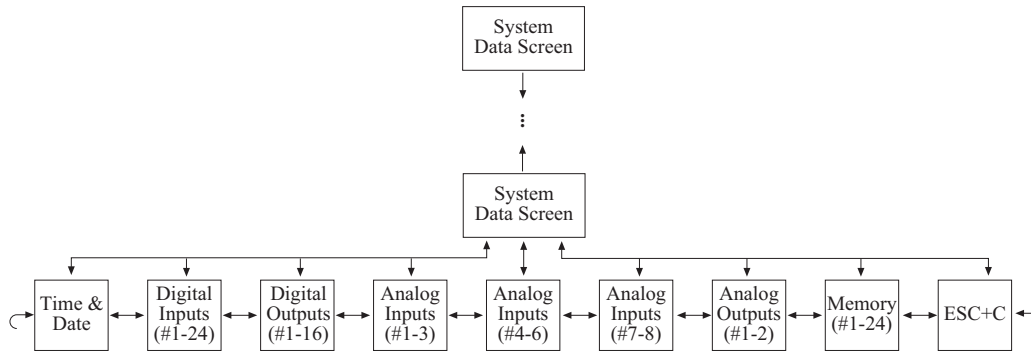 System
Data Screen
...
System
Data Screen
Time &
Date
Digital
Inputs
(#1-24)
Digital
Outputs
(#1-16)
Analog
Inputs
(#1-3)
Analog
Inputs
(#4-6)
Analog
Inputs
(#7-8)
Analog
Outputs
(#1-2)
Memory
(#1-24)
ESC+C